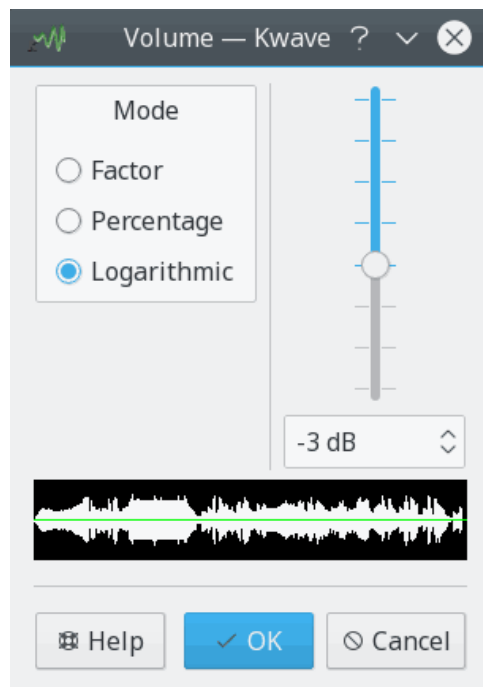 Volume — Kwave ?
Mode
Factor
Percentage
Logarithmic
-3 dB
Help
OK
Cancel